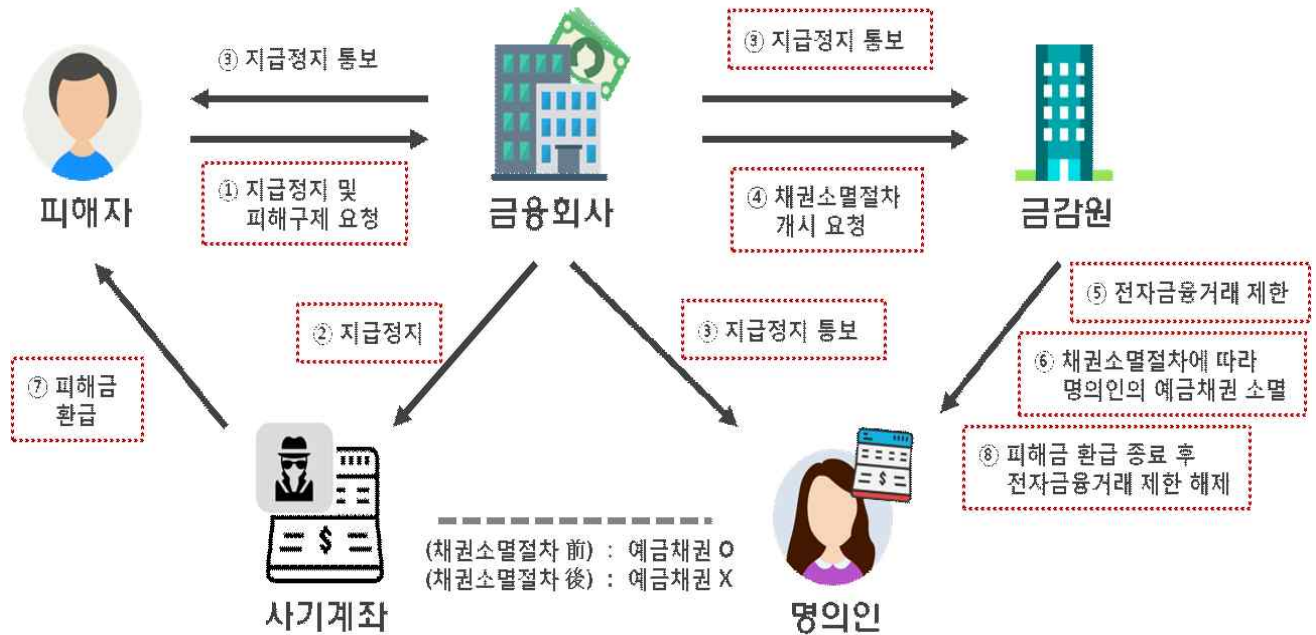 ③ 지급정지 통보
③ 지급정지 통보
① 지급정지 및
피해구제 요청
④ 채권소멸절차
개시 요청
피해자
금융회사
금감원
⑤ 전자금융거래 제한
② 지급정지
③ 지급정지 통보
⑥ 채권소멸절차에 따라
명의인의 예금채권 소멸
⑦ 피해금
환급
⑧ 피해금 환급 종료 후
전자금융거래 제한 해제
$
$
(채권소멸절차 前) : 예금채권 O
(채권소멸절차 後) : 예금채권 X
사기계좌
명의인